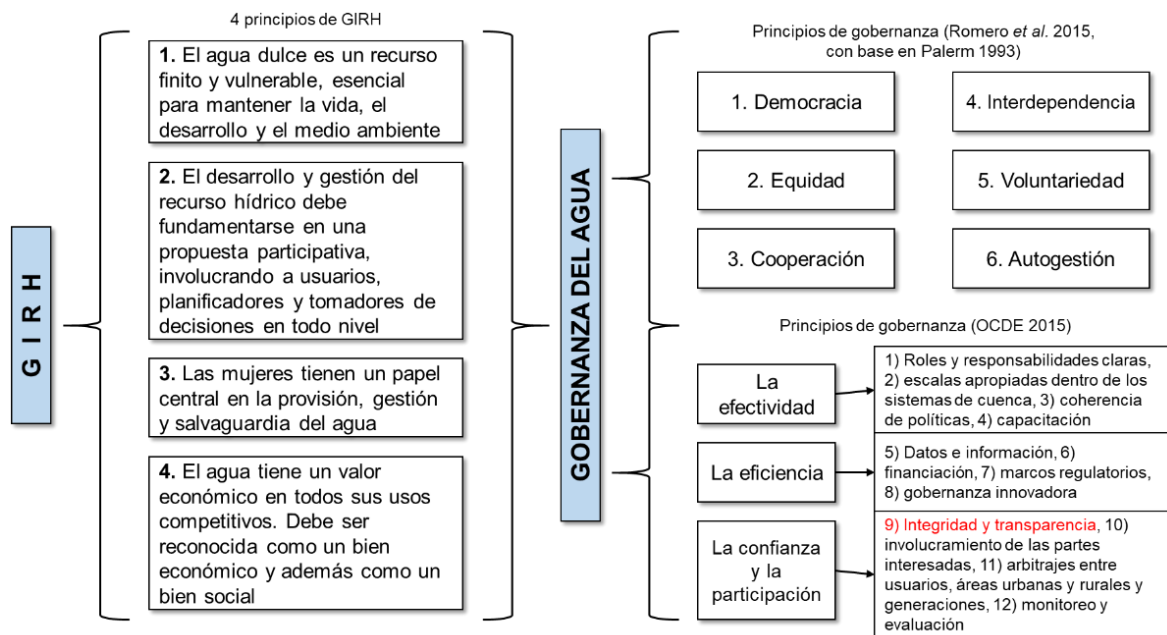 G I R H
4 principios de GIRH
1. El agua dulce es un recurso
finito y vulnerable, esencial
para mantener la vida, el
desarrollo y el medio ambiente
2. El desarrollo y gestión del
recurso hídrico debe
fundamentarse en una
propuesta participativa,
involucrando a usuarios,
planificadores y tomadores de
decisiones en todo nivel
3. Las mujeres tienen un papel
central en la provisión, gestión
y salvaguardia del agua
4. El agua tiene un valor
económico en todos sus usos
competitivos. Debe ser
reconocida como un bien
económico y además como un
bien social
GOBERNANZA DEL AGUA
Principios de gobernanza (Romero et al. 2015,
con base en Palerm 1993)
1. Democracia
2. Equidad
3. Cooperación
4. Interdependencia
5. Voluntariedad
6. Autogestión
Principios de gobernanza (OCDE 2015)
La
efectividad
1) Roles y responsabilidades claras,
2) escalas apropiadas dentro de los
sistemas de cuenca, 3) coherencia
de políticas, 4) capacitación
La eficiencia
5) Datos e información, 6)
financiación, 7) marcos regulatorios,
8) gobernanza innovadora
La confianza
y la
participación
9) Integridad y transparencia, 10)
involucramiento de las partes
interesadas, 11) arbitrajes entre
usuarios, áreas urbanas y rurales y
generaciones, 12) monitoreo y
evaluación